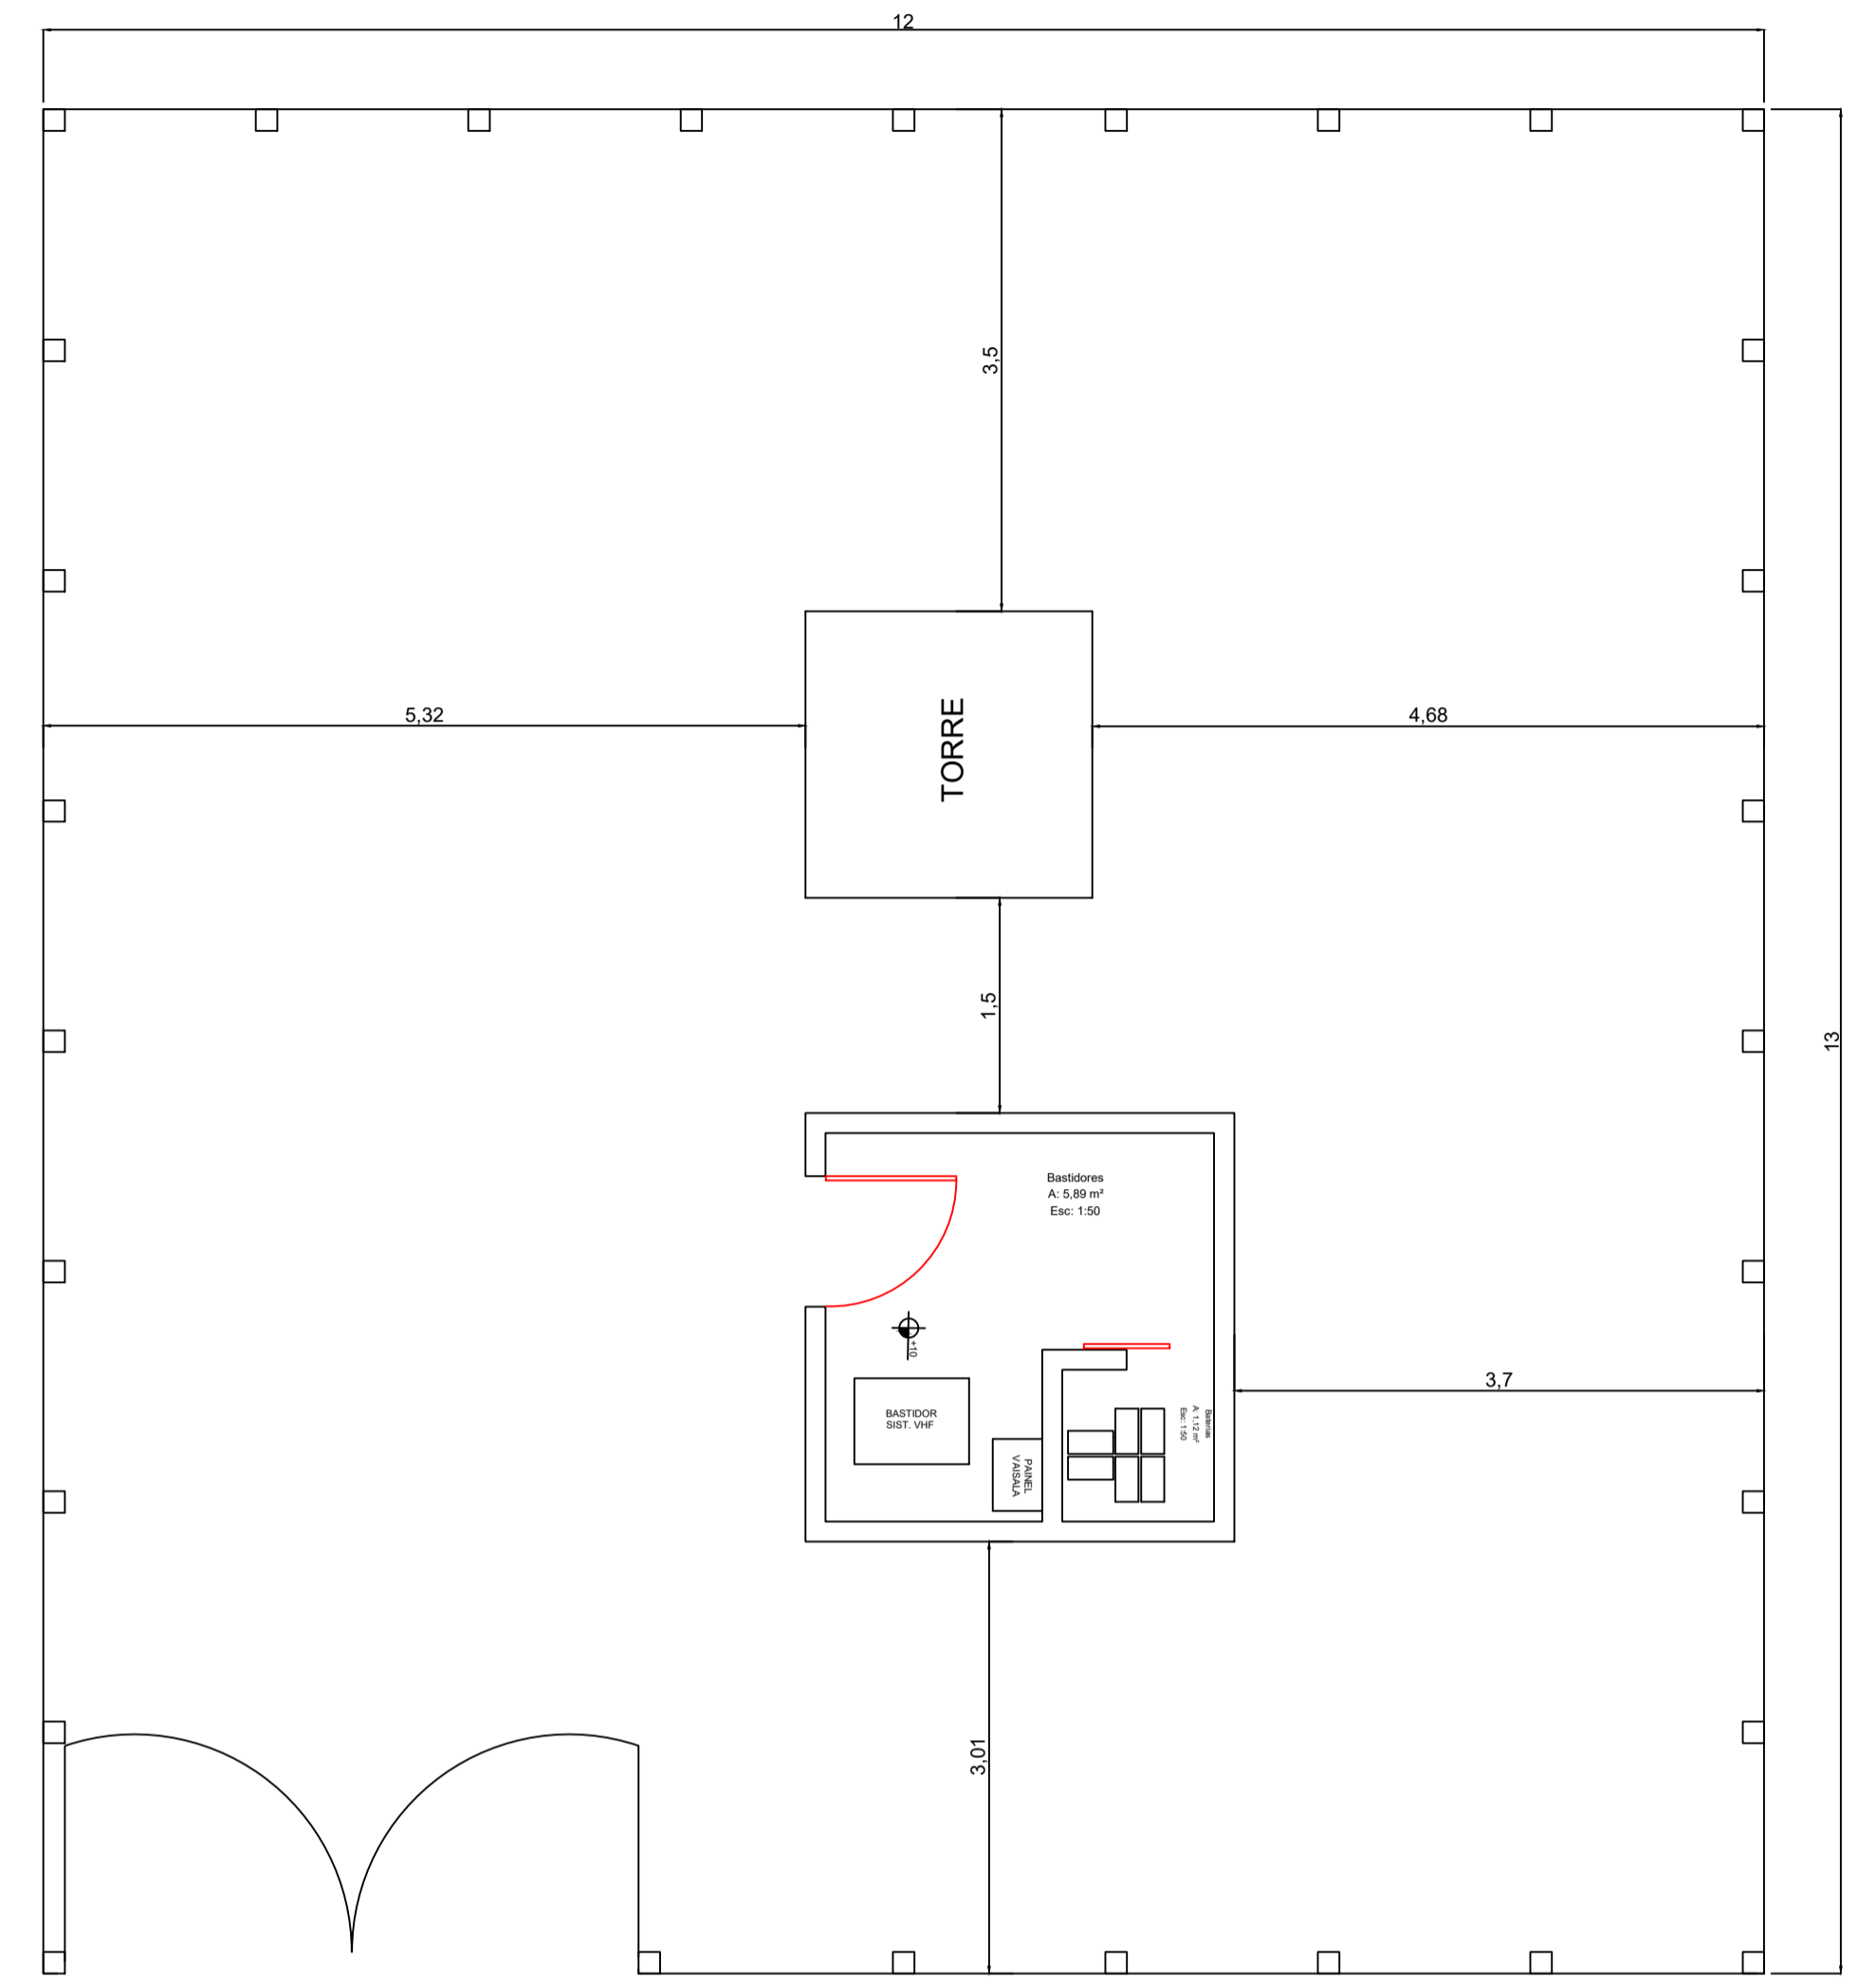 12
3,5
5,32
TORRE
4,68
1,5
13
Bastidores
A: 5,89 m²
Esc: 1:50
+10
3,7
BASTIDOR
SIST. VHF
Baterias
A: 1,12 m²
Esc: 1:50
PAINEL
VAISALA
3,01